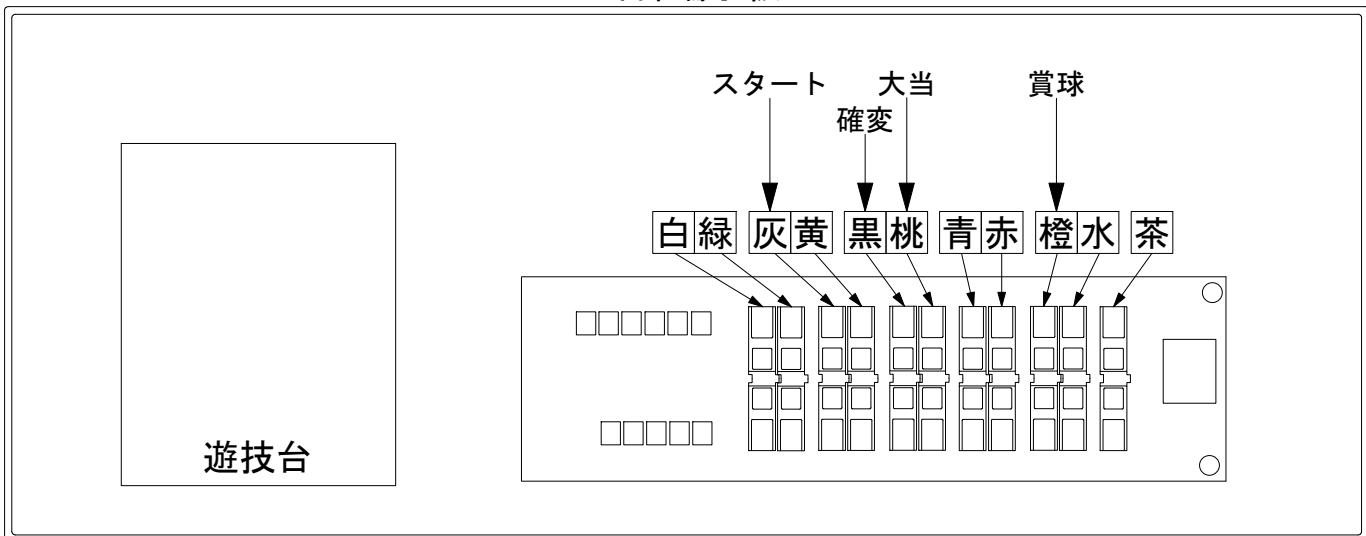 スタート
大当
賞球
確変
白緑 灰黄 黒桃 青赤 橙水 茶
遊技台